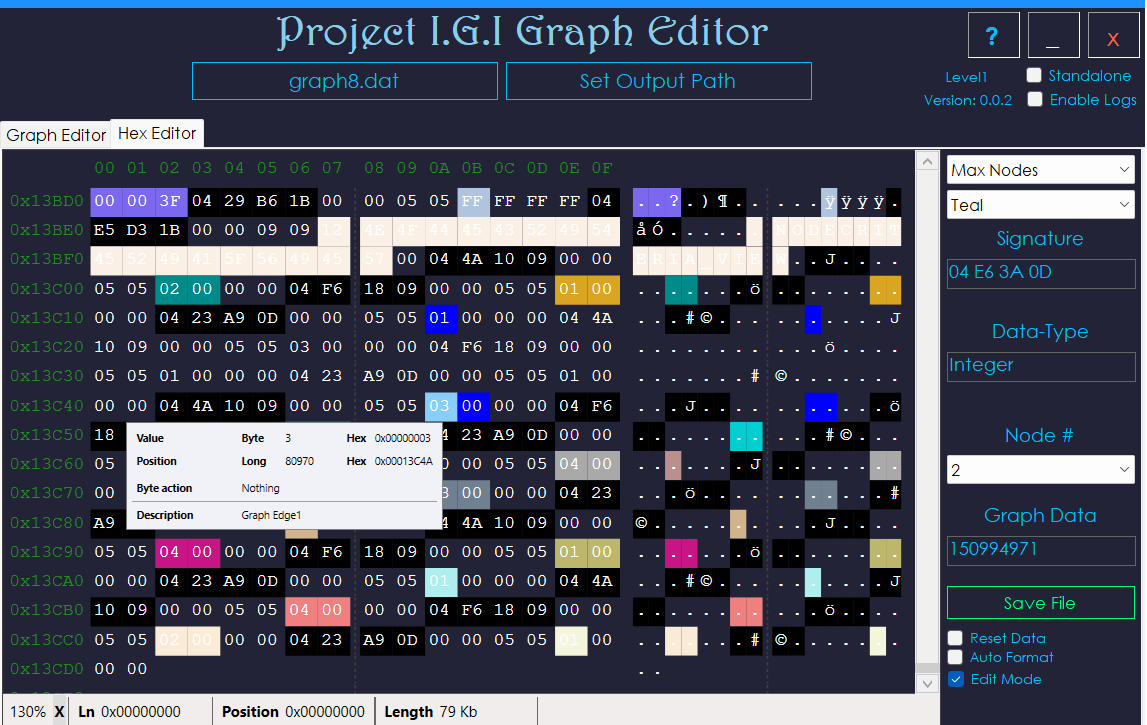 Project I.G.I Graph Editor
? _ X
graph8.dat Set Output Path
Level1 Standalone
Version: 0.0.2 Enable Logs
Graph Editor Hex Editor
00 01 02 03 04 05 06 07 08 09 0A 0B 0C 0D 0E 0F
0x13BD0 00 00 3F 04 29 B6 1B 00 00 05 05 FF FF FF FF 04 ..?.)¶.. ...ÿÿÿÿ.
0x13BE0 E5 D3 1B 00 00 09 09 12 4E 4F 44 45 43 52 49 54 åÓ...... NODECRIT
0x13BF0 45 52 49 41 5F 56 49 45 57 00 04 4A 10 09 00 00 ERIA_VIE W..J....
0x13C00 05 05 02 00 00 00 04 F6 18 09 00 00 05 05 01 00 .......ö ........
0x13C10 00 00 04 23 A9 0D 00 00 05 05 01 00 00 00 04 4A ...#©... .......J
0x13C20 10 09 00 00 05 05 03 00 00 00 04 F6 18 09 00 00 ........ ...ö....
0x13C30 05 05 01 00 00 00 04 23 A9 0D 00 00 05 05 01 00 .......# ©.......
0x13C40 00 00 04 4A 10 09 00 00 05 05 03 00 00 00 04 F6 ...J.... .......ö
0x13C50 18 23 A9 0D 00 00 ........ ...#©...
0x13C60 05 00 05 05 04 00 .......J ........
0x13C70 00 00 00 00 04 23 ...ö.... .......#
0x13C80 A9 4A 10 09 00 00 ©....... ...J....
0x13C90 05 05 04 00 00 00 04 F6 18 09 00 00 05 05 01 00 .......ö ........
0x13CA0 00 00 04 23 A9 0D 00 00 05 05 01 00 00 00 04 4A ...#©... .......J
0x13CB0 10 09 00 00 05 05 04 00 00 00 04 F6 18 09 00 00 ........ ...ö....
0x13CC0 05 05 02 00 00 00 04 23 A9 0D 00 00 05 05 01 00 .......# ©.......
0x13CD0 00 00 ..
Value Byte 3 Hex 0x00000003
Position Long 80970 Hex 0x00013C4A
Byte action Nothing
Description Graph Edge1
Max Nodes
Teal
Signature
04 E6 3A 0D
Data-Type
Integer
Node #
2
Graph Data
150994971
Save File
Reset Data
Auto Format
Edit Mode
130% X Ln 0x00000000 Position 0x00000000 Length 79 Kb